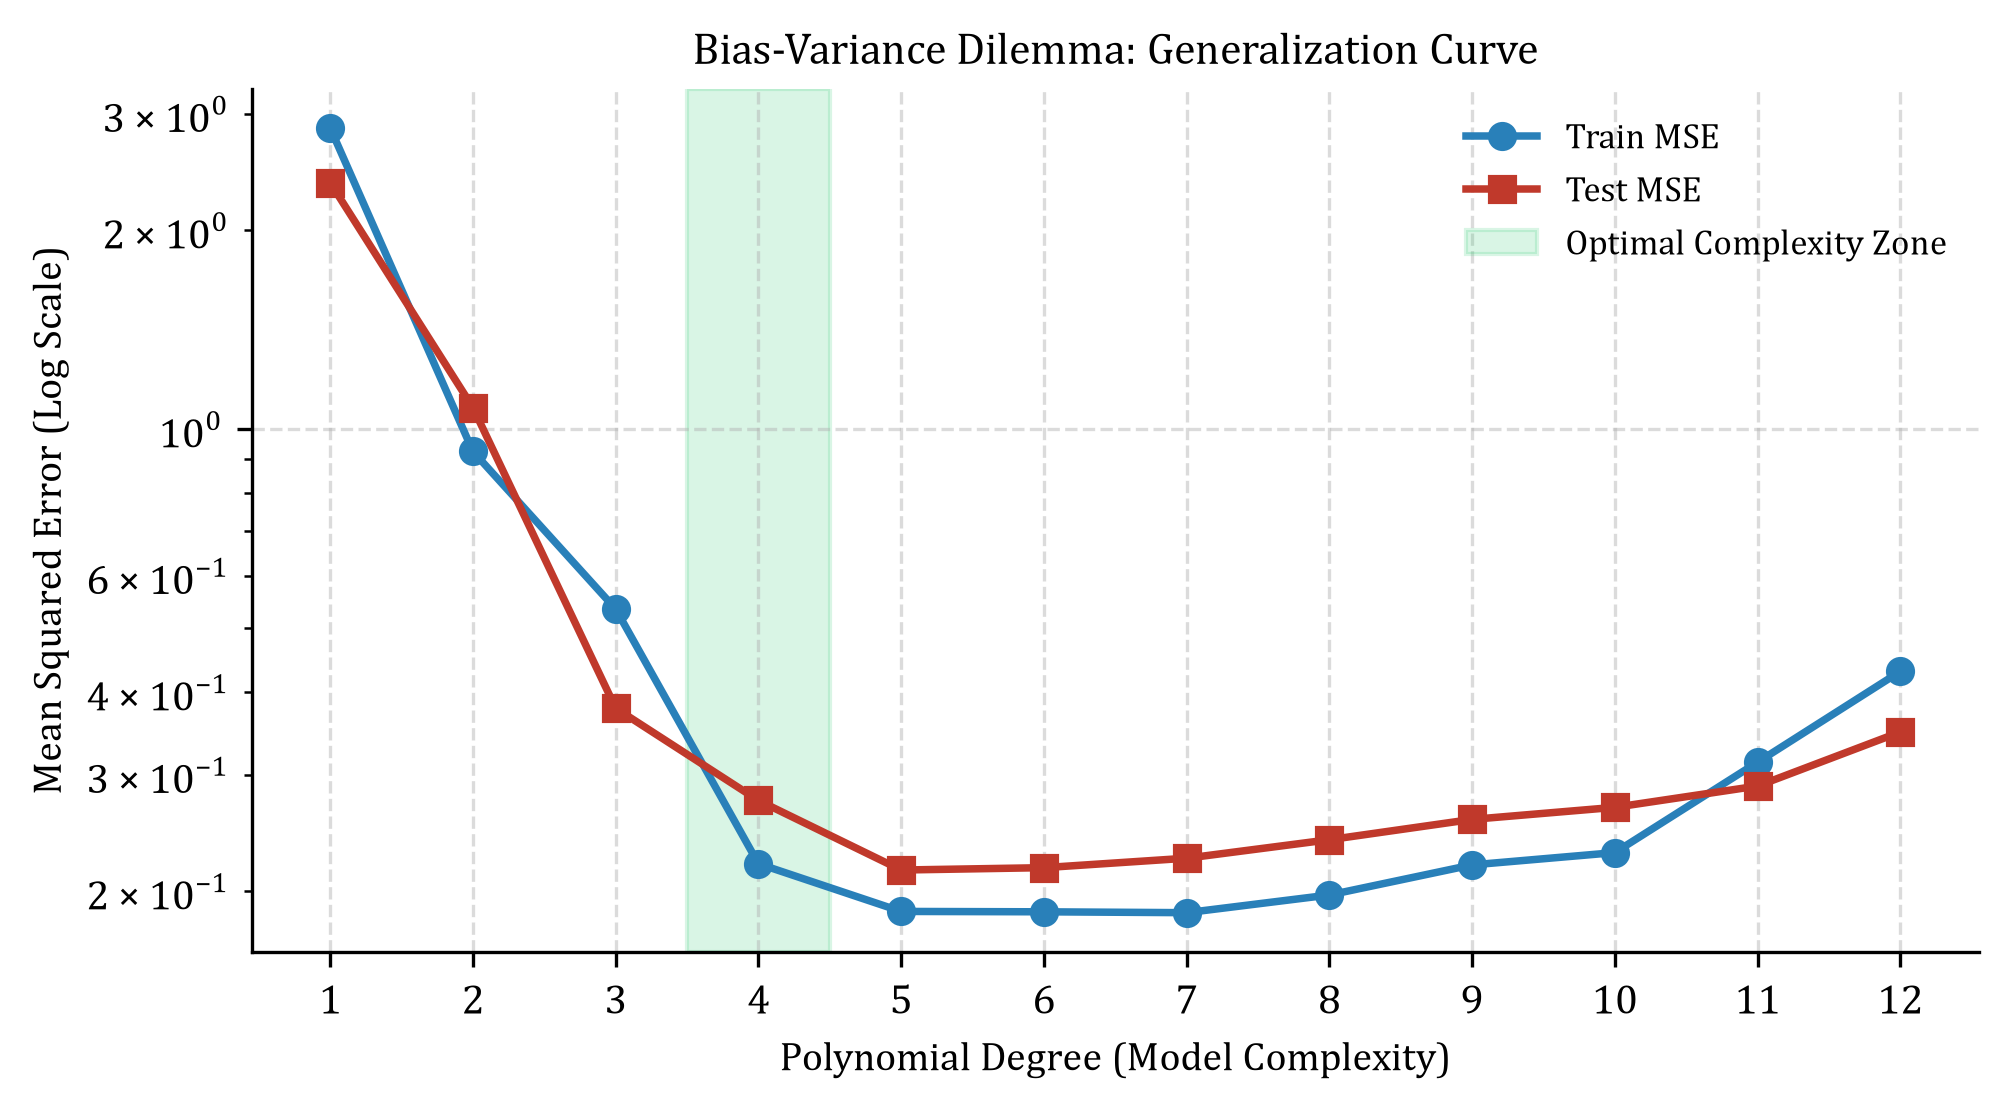 Bias-Variance Dilemma: Generalization Curve
Train MSE
Test MSE
Optimal Complexity Zone
Mean Squared Error (Log Scale)
3 × 10⁰
2 × 10⁰
10⁰
6 × 10⁻¹
4 × 10⁻¹
3 × 10⁻¹
2 × 10⁻¹
1 2 3 4 5 6 7 8 9 10 11 12
Polynomial Degree (Model Complexity)